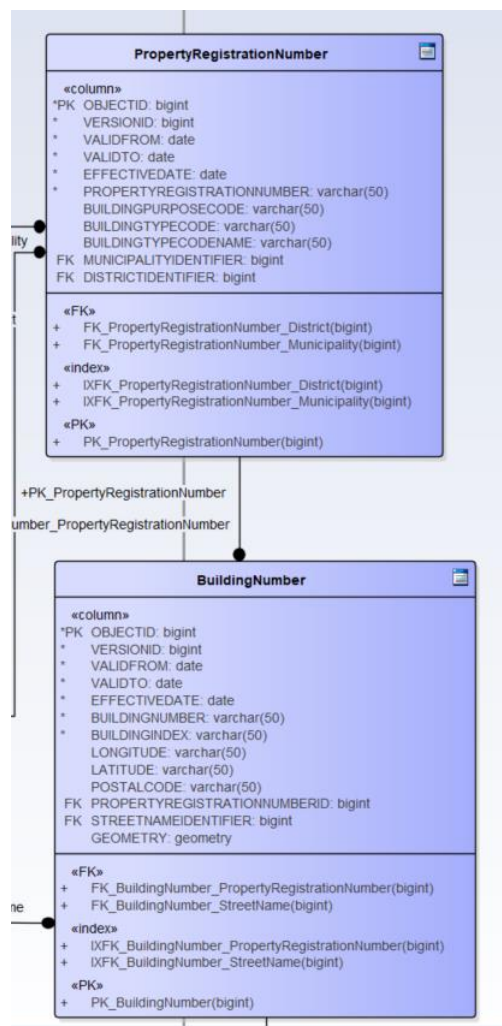 PropertyRegistrationNumber
«column»
*PK OBJECTID: bigint
* VERSIONID: bigint
* VALIDFROM: date
* VALIDTO: date
* EFFECTIVEDATE: date
* PROPERTYREGISTRATIONNUMBER: varchar(50)
BUILDINGPURPOSECODE: varchar(50)
BUILDINGTYPECODE: varchar(50)
BUILDINGTYPECODENAME: varchar(50)
FK MUNICIPALITYIDENTIFIER: bigint
FK DISTRICTIDENTIFIER: bigint
lity
t
«FK»
+ FK_PropertyRegistrationNumber_District(bigint)
+ FK_PropertyRegistrationNumber_Municipality(bigint)
«index»
+ IXFK_PropertyRegistrationNumber_District(bigint)
+ IXFK_PropertyRegistrationNumber_Municipality(bigint)
«PK»
+ PK_PropertyRegistrationNumber(bigint)
+PK_PropertyRegistrationNumber
umber_PropertyRegistrationNumber
BuildingNumber
«column»
*PK OBJECTID: bigint
* VERSIONID: bigint
* VALIDFROM: date
* VALIDTO: date
* EFFECTIVEDATE: date
* BUILDINGNUMBER: varchar(50)
* BUILDINGINDEX: varchar(50)
LONGITUDE: varchar(50)
LATITUDE: varchar(50)
POSTALCODE: varchar(50)
FK PROPERTYREGISTRATIONNUMBERID: bigint
FK STREETNAMEIDENTIFIER: bigint
GEOMETRY: geometry
«FK»
+ FK_BuildingNumber_PropertyRegistrationNumber(bigint)
+ FK_BuildingNumber_StreetName(bigint)
me
«index»
+ IXFK_BuildingNumber_PropertyRegistrationNumber(bigint)
+ IXFK_BuildingNumber_StreetName(bigint)
«PK»
+ PK_BuildingNumber(bigint)